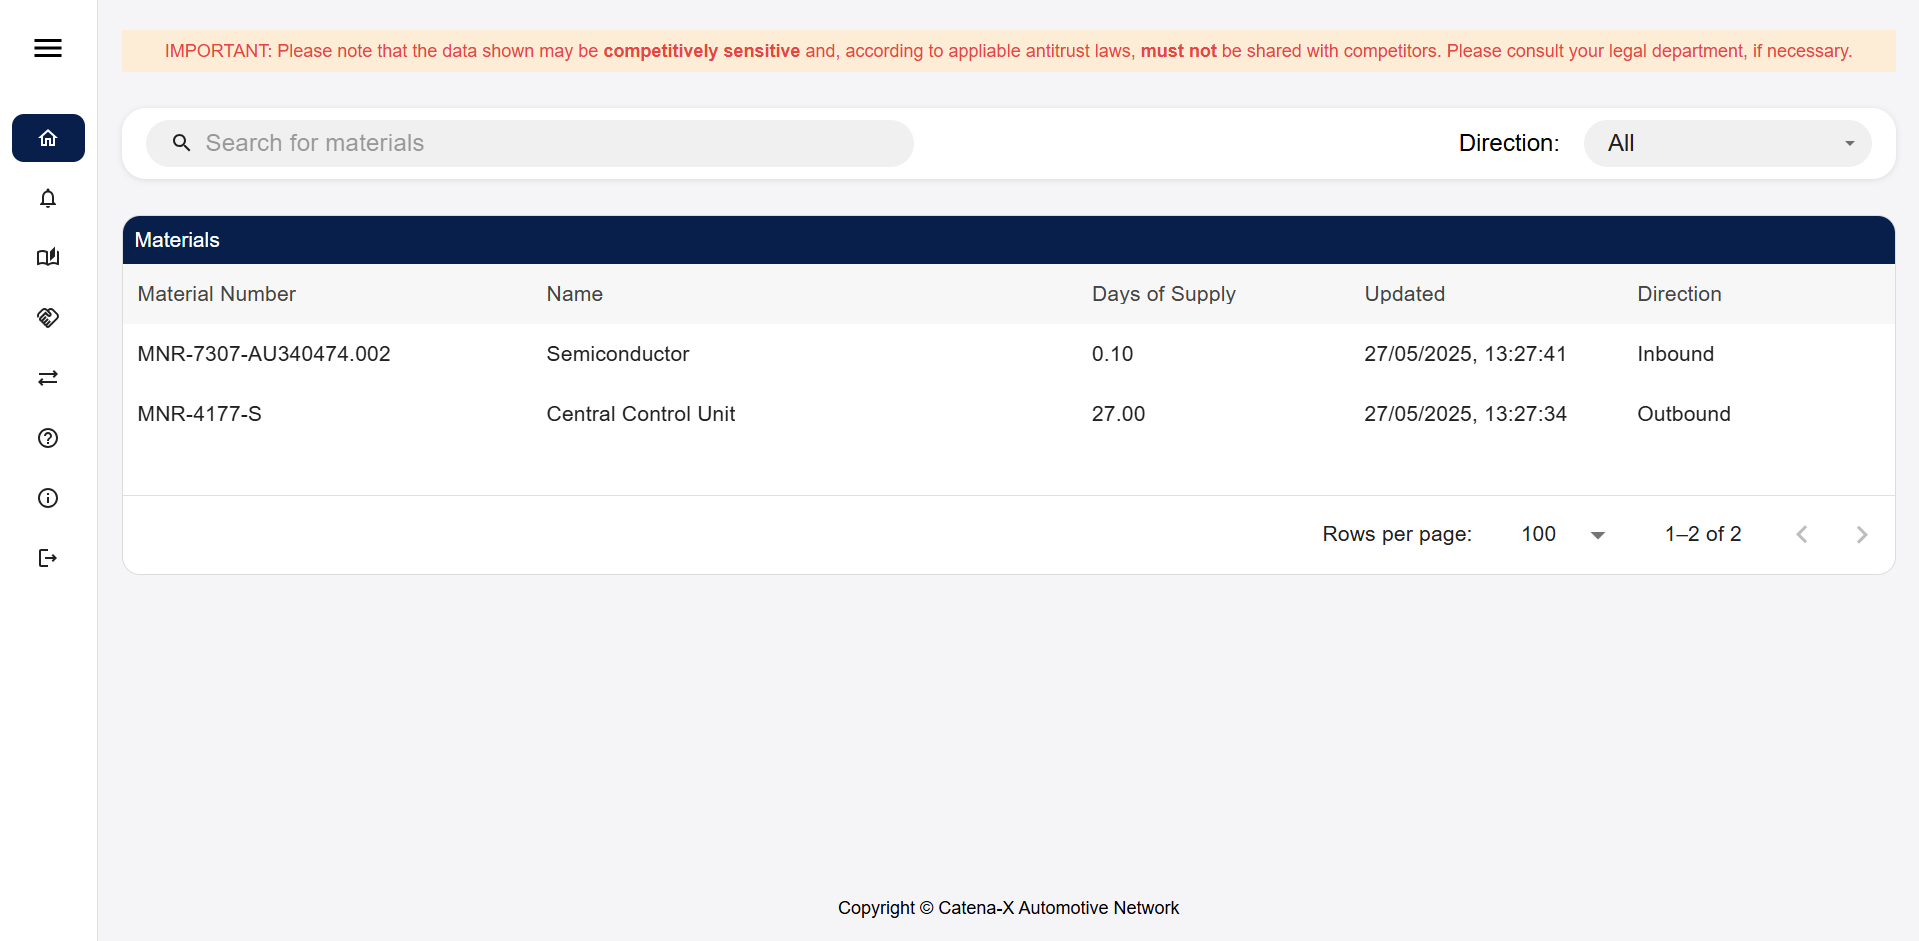 IMPORTANT: Please note that the data shown may be competitively sensitive and, according to appliable antitrust laws, must not be shared with competitors. Please consult your legal department, if necessary.
Search for materials
Direction: All
Materials
Material Number Name Days of Supply Updated Direction
MNR-7307-AU340474.002 Semiconductor 0.10 27/05/2025, 13:27:41 Inbound
MNR-4177-S Central Control Unit 27.00 27/05/2025, 13:27:34 Outbound
Rows per page: 100 1–2 of 2
Copyright © Catena-X Automotive Network